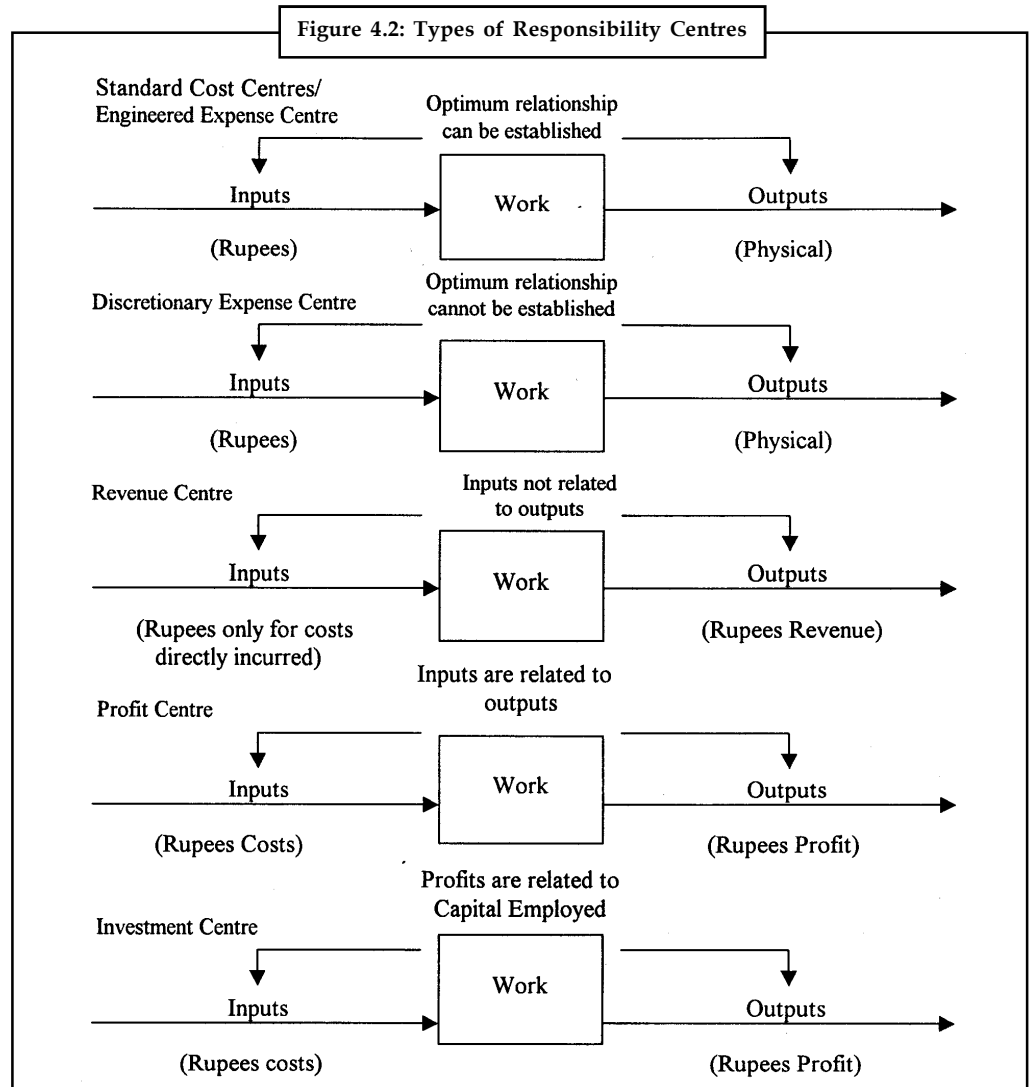 Figure 4.2: Types of Responsibility Centres
Standard Cost Centres/
Engineered Expense Centre
Optimum relationship
can be established
Inputs
Work
Outputs
(Rupees)
(Physical)
Discretionary Expense Centre
Optimum relationship
cannot be established
Inputs
Work
Outputs
(Rupees)
(Physical)
Revenue Centre
Inputs not related
to outputs
Inputs
Work
Outputs
(Rupees only for costs
directly incurred)
(Rupees Revenue)
Profit Centre
Inputs are related to
outputs
Inputs
Work
Outputs
(Rupees Costs)
(Rupees Profit)
Investment Centre
Profits are related to
Capital Employed
Inputs
Work
Outputs
(Rupees costs)
(Rupees Profit)